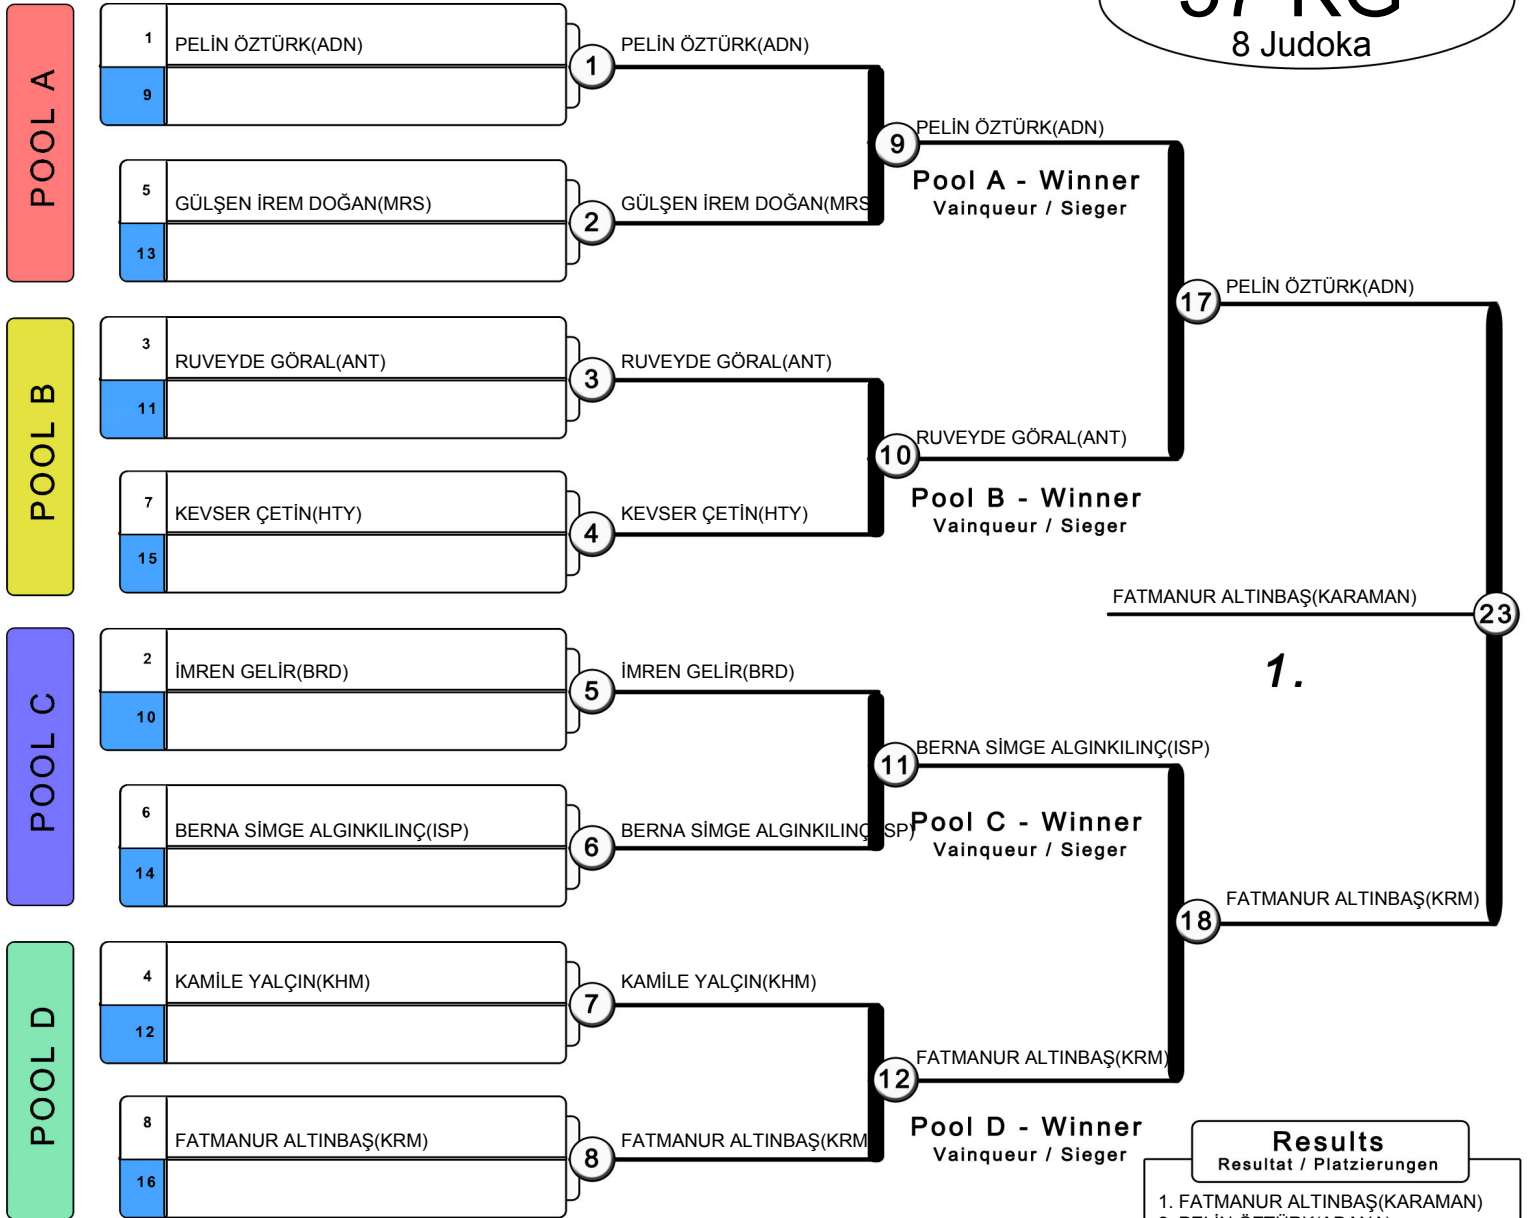 57 KG
8 Judoka
POOL A
1 PELİN ÖZTÜRK(ADN)
9
1 PELİN ÖZTÜRK(ADN)
5 GÜLŞEN İREM DOĞAN(MRS)
13
2 GÜLŞEN İREM DOĞAN(MRS
9 PELİN ÖZTÜRK(ADN)
Pool A - Winner
Vainqueur / Sieger
17 PELİN ÖZTÜRK(ADN)
POOL B
3 RUVEYDE GÖRAL(ANT)
11
3 RUVEYDE GÖRAL(ANT)
7 KEVSER ÇETİN(HTY)
15
4 KEVSER ÇETİN(HTY)
10 RUVEYDE GÖRAL(ANT)
Pool B - Winner
Vainqueur / Sieger
FATMANUR ALTINBAŞ(KARAMAN)
23
1.
POOL C
2 İMREN GELİR(BRD)
10
5 İMREN GELİR(BRD)
6 BERNA SİMGE ALGINKILINÇ(ISP)
14
6 BERNA SİMGE ALGINKILINÇ(ISP)
11 BERNA SİMGE ALGINKILINÇ(ISP)
Pool C - Winner
Vainqueur / Sieger
18 FATMANUR ALTINBAŞ(KRM)
POOL D
4 KAMİLE YALÇIN(KHM)
12
7 KAMİLE YALÇIN(KHM)
8 FATMANUR ALTINBAŞ(KRM)
16
8 FATMANUR ALTINBAŞ(KRM
12 FATMANUR ALTINBAŞ(KRM)
Pool D - Winner
Vainqueur / Sieger
Results
Resultat / Platzierungen
1. FATMANUR ALTINBAŞ(KARAMAN)
2. PELİN ÖZTÜRK(ADANA)